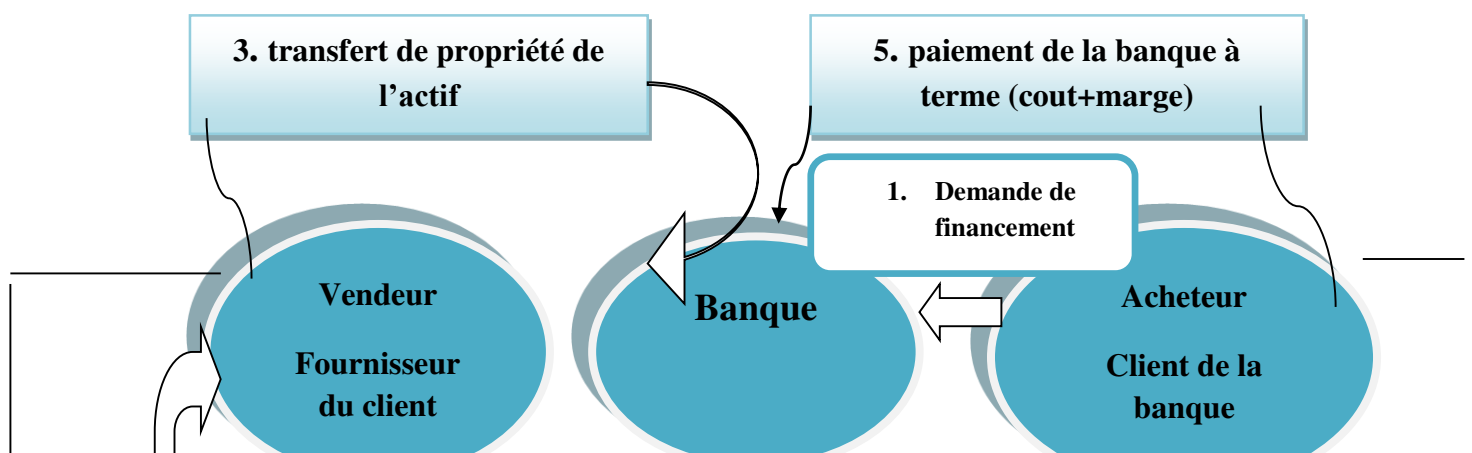 3. transfert de propriété de
l'actif
5. paiement de la banque à
terme (cout+marge)
1. Demande de
financement
Vendeur
Fournisseur
du client
Banque
Acheteur
Client de la
banque